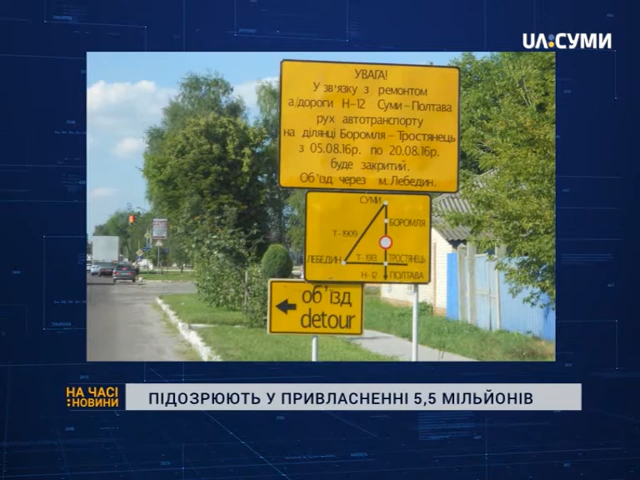 UA:СУМИ
УВАГА!
У зв'язку з ремонтом
а/дороги Н-12 Суми-Полтава
рух автотранспорту
на ділянці Боромля-Тростянець
з 05.08.16р. по 20.08.16р.
буде закритий.
Об'їзд через м.Лебедин.
СУМИ
БОРОМЛЯ
Т-1909
ЛЕБЕДИН
Т-1913
ТРОСТЯНЕЦЬ
Н-12
ПОЛТАВА
об'їзд
detour
НА ЧАСІ
:НОВИНИ
ПІДОЗРЮЮТЬ У ПРИВЛАСНЕННІ 5,5 МІЛЬЙОНІВ